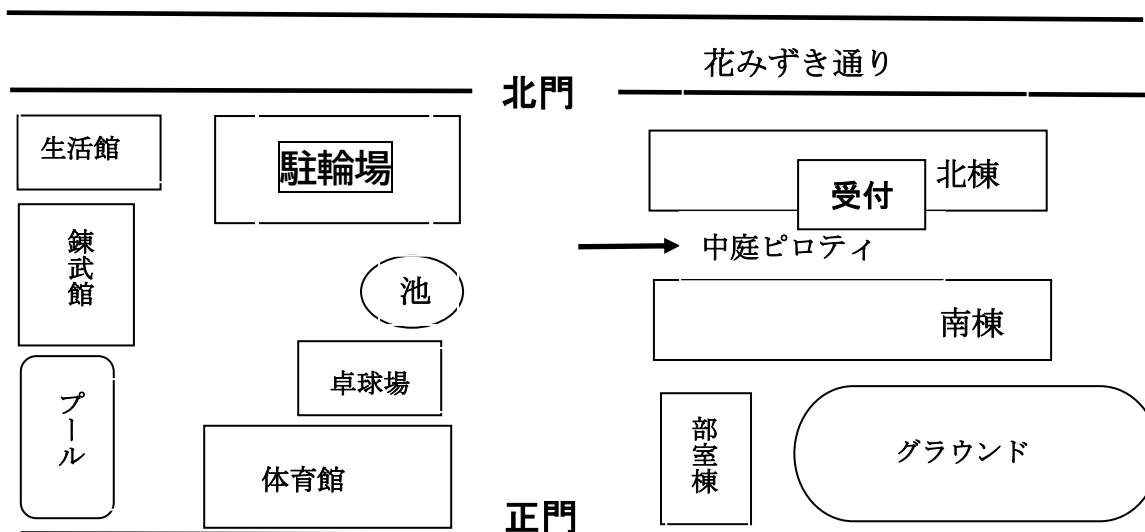 花みずき通り
北門
生活館
駐輪場
北棟
受付
錬武館
中庭ピロティ
池
南棟
卓球場
プール
部室棟
グラウンド
体育館
正門